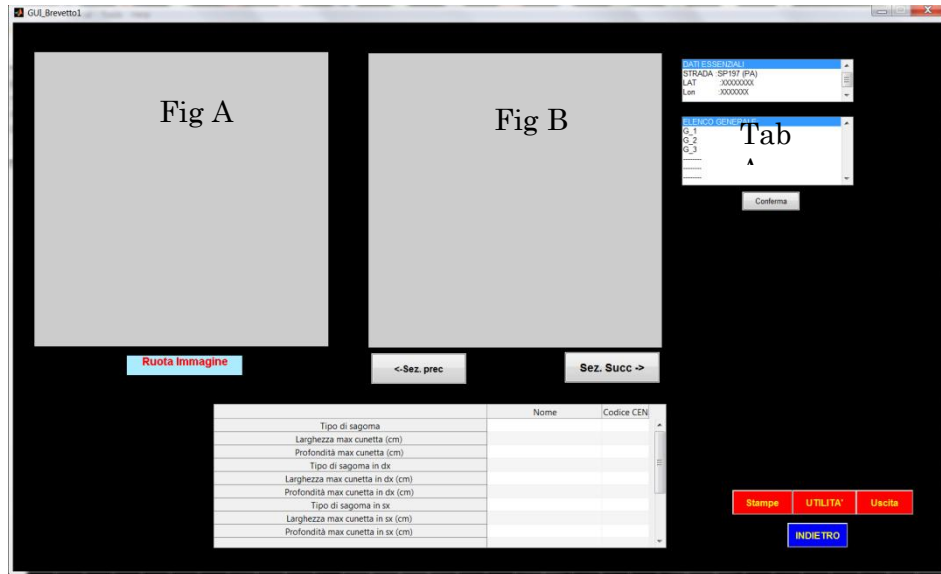 GUI_Brevetto1
Fig A
Fig B
DATI ESSENZIALI
STRADA :SP197 (PA)
LAT :XXXXXXXX
Lon :XXXXXXX
ELENCO GENERALE
G_1
G_2
G_3
--------
--------
--------
Tab
Conferma
Ruota Immagine
<-Sez. prec
Sez. Succ ->
Nome Codice CEN
Tipo di sagoma
Larghezza max cunetta (cm)
Profondità max cunetta (cm)
Tipo di sagoma in dx
Larghezza max cunetta in dx (cm)
Profondità max cunetta in dx (cm)
Tipo di sagoma in sx
Larghezza max cunetta in sx (cm)
Profondità max cunetta in sx (cm)
Stampe UTILITA' Uscita
INDIETRO